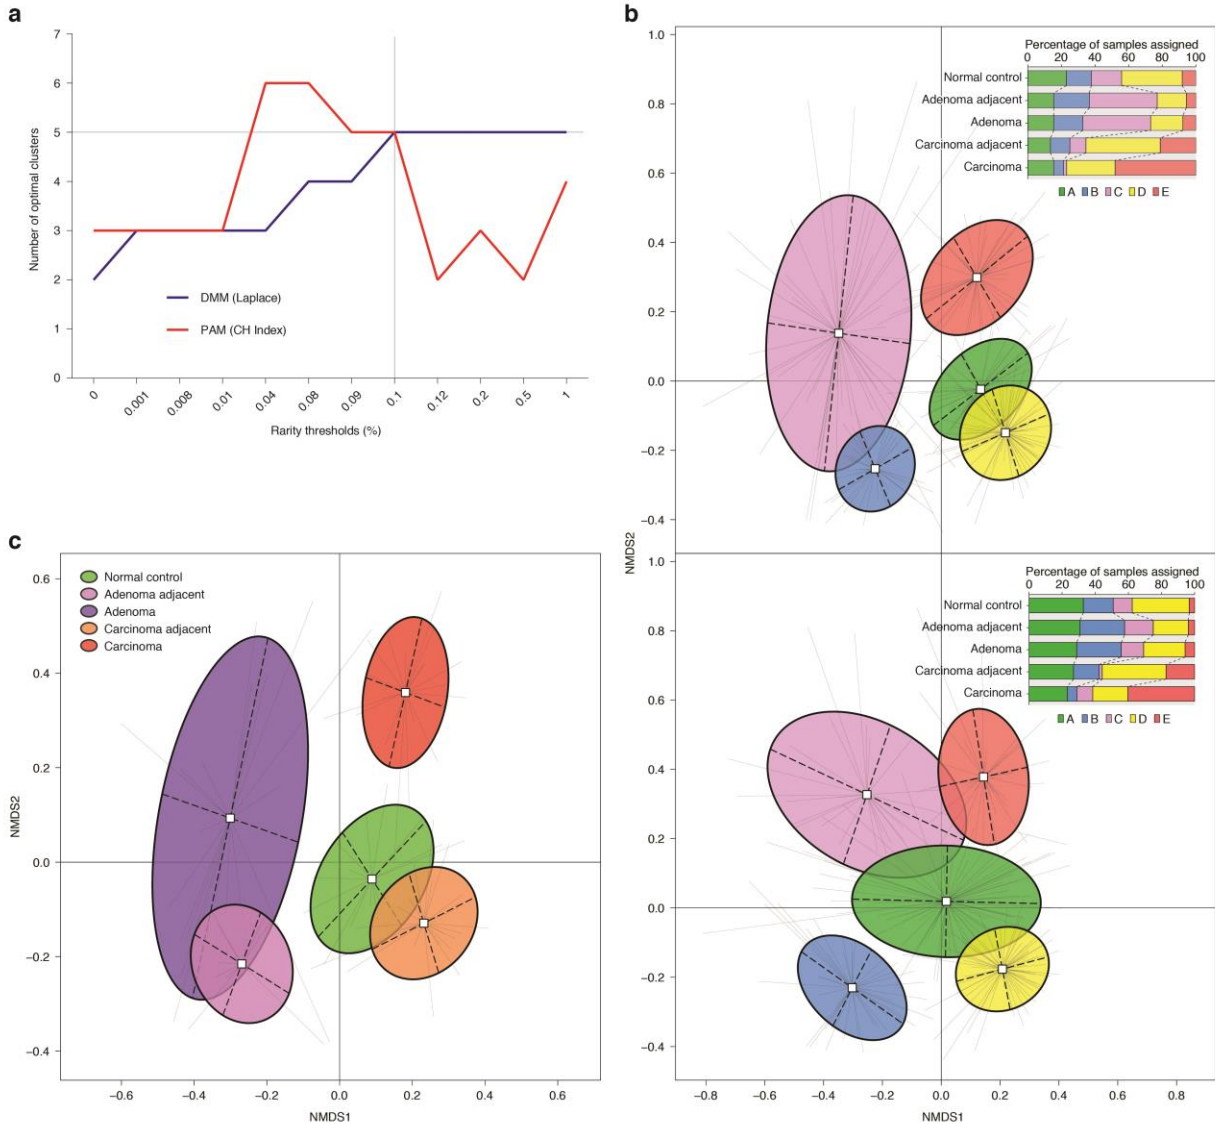 a
7
6
5
4
3
2
1
0
Number of optimal clusters
DMM (Laplace)
PAM (CH Index)
0 0.001 0.008 0.01 0.04 0.08 0.09 0.1 0.12 0.2 0.5 1
Rarity thresholds (%)
b
1.0
0.8
0.6
0.4
0.2
0.0
−0.2
−0.4
Percentage of samples assigned
0 20 40 60 80 100
Normal control
Adenoma adjacent
Adenoma
Carcinoma adjacent
Carcinoma
A B C D E
NMDS2
1.0
0.8
0.6
0.4
0.2
0.0
−0.2
−0.4
Percentage of samples assigned
0 20 40 60 80 100
Normal control
Adenoma adjacent
Adenoma
Carcinoma adjacent
Carcinoma
A B C D E
−0.8 −0.6 −0.4 −0.2 0.0 0.2 0.4 0.6 0.8
NMDS1
c
Normal control
Adenoma adjacent
Adenoma
Carcinoma adjacent
Carcinoma
0.6
0.4
0.2
0.0
−0.2
−0.4
NMDS2
−0.6 −0.4 −0.2 0.0 0.2 0.4 0.6
NMDS1